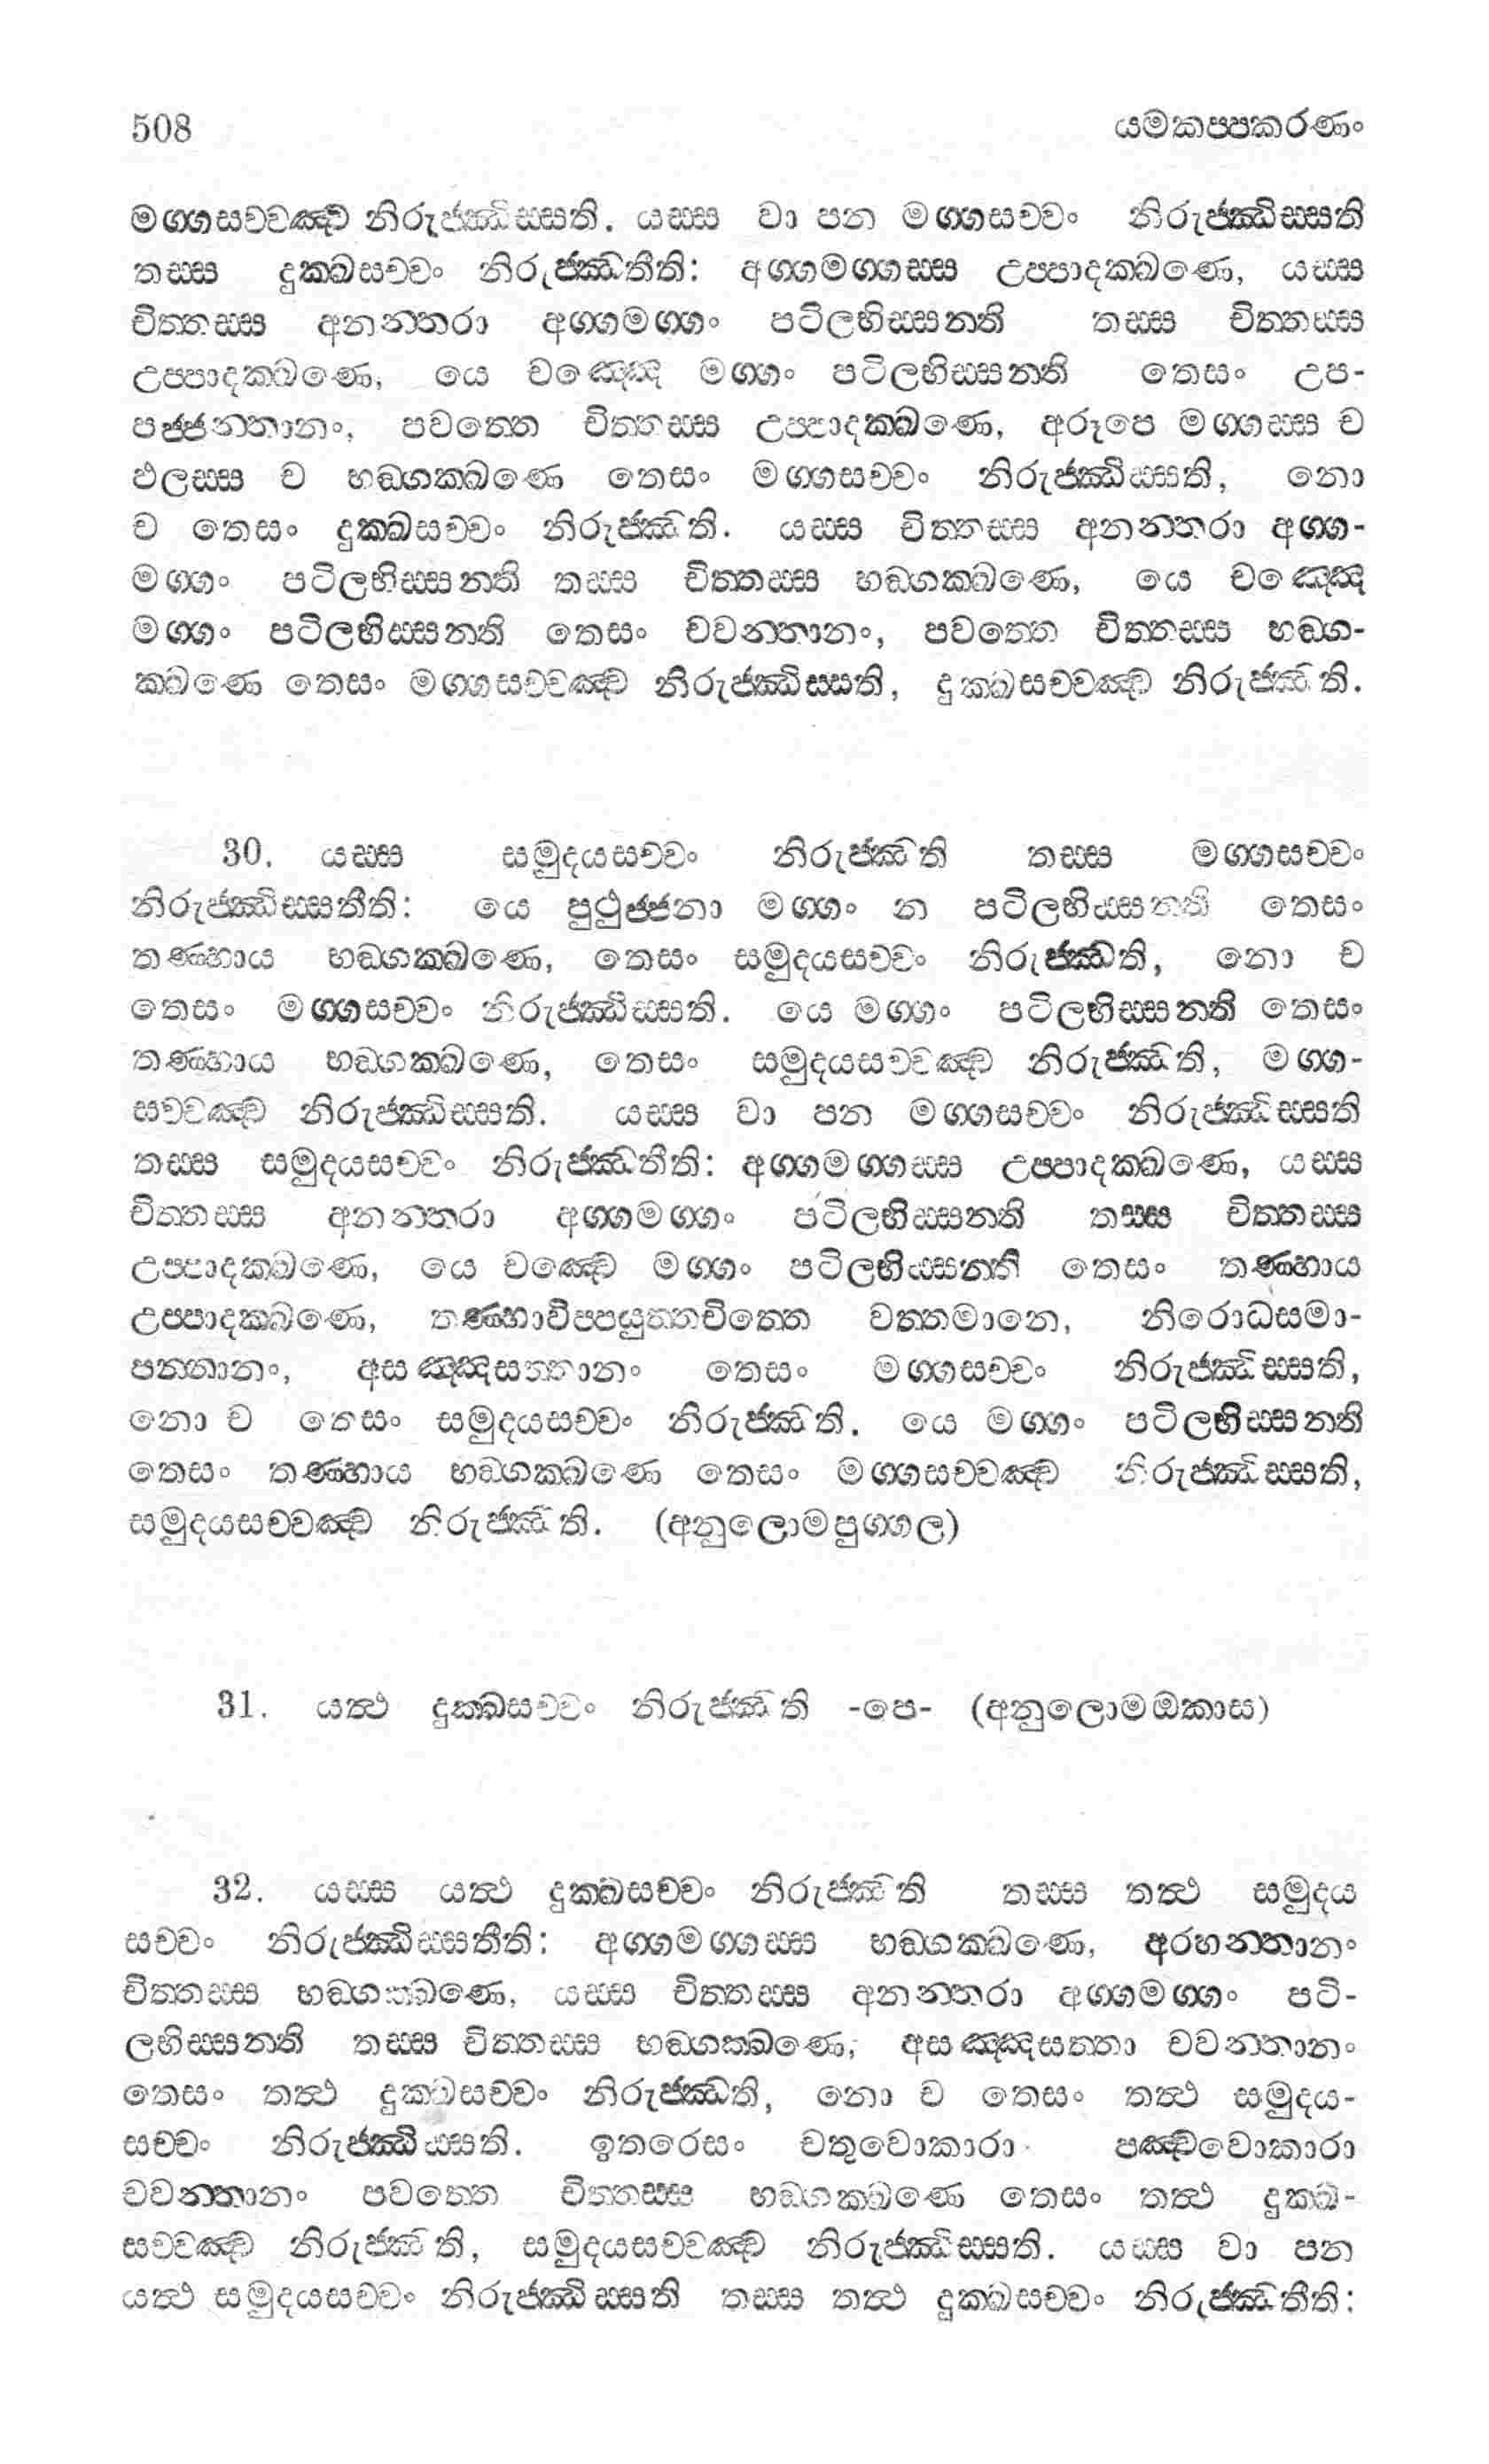 508 යමකප්පකරණං
මග්ගසච්චඤ්ච නිරුජ්ඣිස්සති. යස්ස වා පන මග්ගසච්චං නිරුජ්ඣිස්සති
තස්ස දුක්ඛසච්චං නිරුජ්ඣතීති: අග්ගමග්ගස්ස උප්පාදක්ඛණෙ, යස්ස
චිත්තස්ස අනන්තරා අග්ගමග්ගං පටිලභිස්සන්ති තස්ස චිත්තස්ස
උප්පාදක්ඛණෙ, යෙ චඤ්ඤෙ මග්ගං පටිලභිස්සන්ති තෙසං උප-
පජ්ජන්තානං, පවත්තෙ චිත්තස්ස උප්පාදක්ඛණෙ, අරූපෙ මග්ගස්ස ච
ඵලස්ස ච භඞ්ගක්ඛණෙ තෙසං මග්ගසච්චං නිරුජ්ඣිස්සති, නො
ච තෙසං දුක්ඛසච්චං නිරුජ්ඣති. යස්ස චිත්තස්ස අනන්තරා අග්ග-
මග්ගං පටිලභිස්සන්ති තස්ස චිත්තස්ස භඞ්ගක්ඛණෙ, යෙ චඤ්ඤෙ
මග්ගං පටිලභිස්සන්ති තෙසං චවන්තානං, පවත්තෙ චිත්තස්ස භඞ්ග-
ක්ඛණෙ තෙසං මග්ගසච්චඤ්ච නිරුජ්ඣිස්සති, දුක්ඛසච්චඤ්ච නිරුජ්ඣති.
30. යස්ස සමුදයසච්චං නිරුජ්ඣති තස්ස මග්ගසච්චං
නිරුජ්ඣිස්සතීති: යෙ පුථුජ්ජනා මග්ගං න පටිලභිස්සන්ති තෙසං
තණ්හාය භඞ්ගක්ඛණෙ, තෙසං සමුදයසච්චං නිරුජ්ඣති, නො ච
තෙසං මග්ගසච්චං නිරුජ්ඣිස්සති. යෙ මග්ගං පටිලභිස්සන්ති තෙසං
තණ්හාය භඞ්ගක්ඛණෙ, තෙසං සමුදයසච්චඤ්ච නිරුජ්ඣති, මග්ග-
සච්චඤ්ච නිරුජ්ඣිස්සති. යස්ස වා පන මග්ගසච්චං නිරුජ්ඣිස්සති
තස්ස සමුදයසච්චං නිරුජ්ඣතීති: අග්ගමග්ගස්ස උප්පාදක්ඛණෙ, යස්ස
චිත්තස්ස අනන්තරා අග්ගමග්ගං පටිලභිස්සන්ති තස්ස චිත්තස්ස
උප්පාදක්ඛණෙ, යෙ චඤ්චෙ මග්ගං පටිලභිස්සන්ති තෙසං තණ්හාය
උප්පාදක්ඛණෙ, තණ්හාවිප්පයුත්තචිත්තෙ වත්තමානෙ, නිරොධසමා-
පන්නානං, අසඤ්ඤසත්තානං තෙසං මග්ගසච්චං නිරුජ්ඣිස්සති,
නො ච තෙසං සමුදයසච්චං නිරුජ්ඣති. යෙ මග්ගං පටිලභිස්සන්ති
තෙසං තණ්හාය භඞ්ගක්ඛණෙ තෙසං මග්ගසච්චඤ්ච නිරුජ්ඣිස්සති,
සමුදයසච්චඤ්ච නිරුජ්ඣති. (අනුලොමපුග්ගල)
31. යත්ථ දුක්ඛසච්චං නිරුජ්ඣති -පෙ- (අනුලොමඔකාස)
32. යස්ස යත්ථ දුක්ඛසච්චං නිරුජ්ඣති තස්ස තත්ථ සමුදය
සච්චං නිරුජ්ඣිස්සතීති: අග්ගමග්ගස්ස භඞ්ගක්ඛණෙ, අරහන්තානං
චිත්තස්ස භඞ්ගක්ඛණෙ, යස්ස චිත්තස්ස අනන්තරා අග්ගමග්ගං පටි-
ලභිස්සන්ති තස්ස චිත්තස්ස භඞ්ගක්ඛණෙ, අසඤ්ඤසත්තා චවන්තානං
තෙසං තත්ථ දුක්ඛසච්චං නිරුජ්ඣති, නො ච තෙසං තත්ථ සමුදය-
සච්චං නිරුජ්ඣිස්සති. ඉතරෙසං චතුවොකාරා පඤ්චවොකාරා
චවන්තානං පවත්තෙ චිත්තස්ස භඞ්ගක්ඛණෙ තෙසං තත්ථ දුක්ඛ-
සච්චඤ්ච නිරුජ්ඣති, සමුදයසච්චඤ්ච නිරුජ්ඣිස්සති. යස්ස වා පන
යත්ථ සමුදයසච්චං නිරුජ්ඣිස්සති තස්ස තත්ථ දුක්ඛසච්චං නිරුජ්ඣතීති: